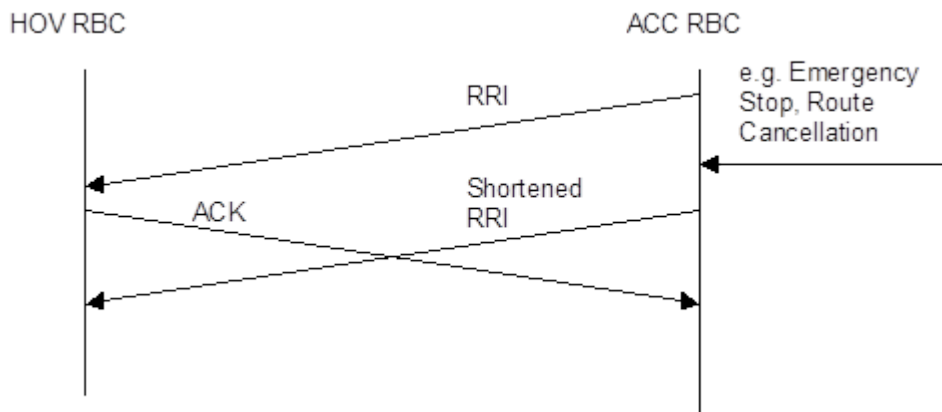 HOV RBC
ACC RBC
e.g. Emergency
Stop, Route
Cancellation
RRI
Shortened
RRI
ACK